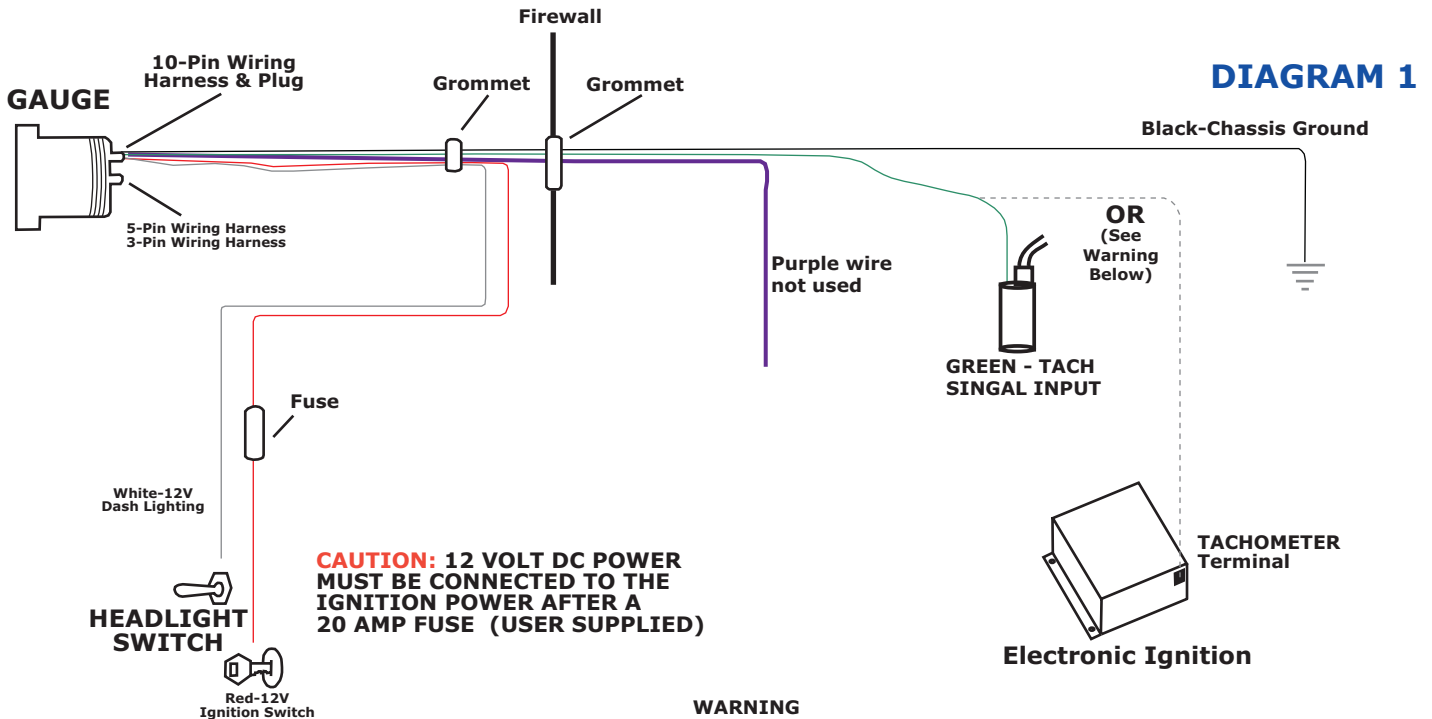 Firewall
10-Pin Wiring
Harness & Plug
Grommet
Grommet
DIAGRAM 1
GAUGE
Black-Chassis Ground
5-Pin Wiring Harness
3-Pin Wiring Harness
OR
(See
Warning
Below)
Purple wire
not used
GREEN - TACH
SINGAL INPUT
Fuse
White-12V
Dash Lighting
CAUTION: 12 VOLT DC POWER
MUST BE CONNECTED TO THE
IGNITION POWER AFTER A
20 AMP FUSE (USER SUPPLIED)
TACHOMETER
Terminal
HEADLIGHT
SWITCH
Electronic Ignition
Red-12V
Ignition Switch
WARNING